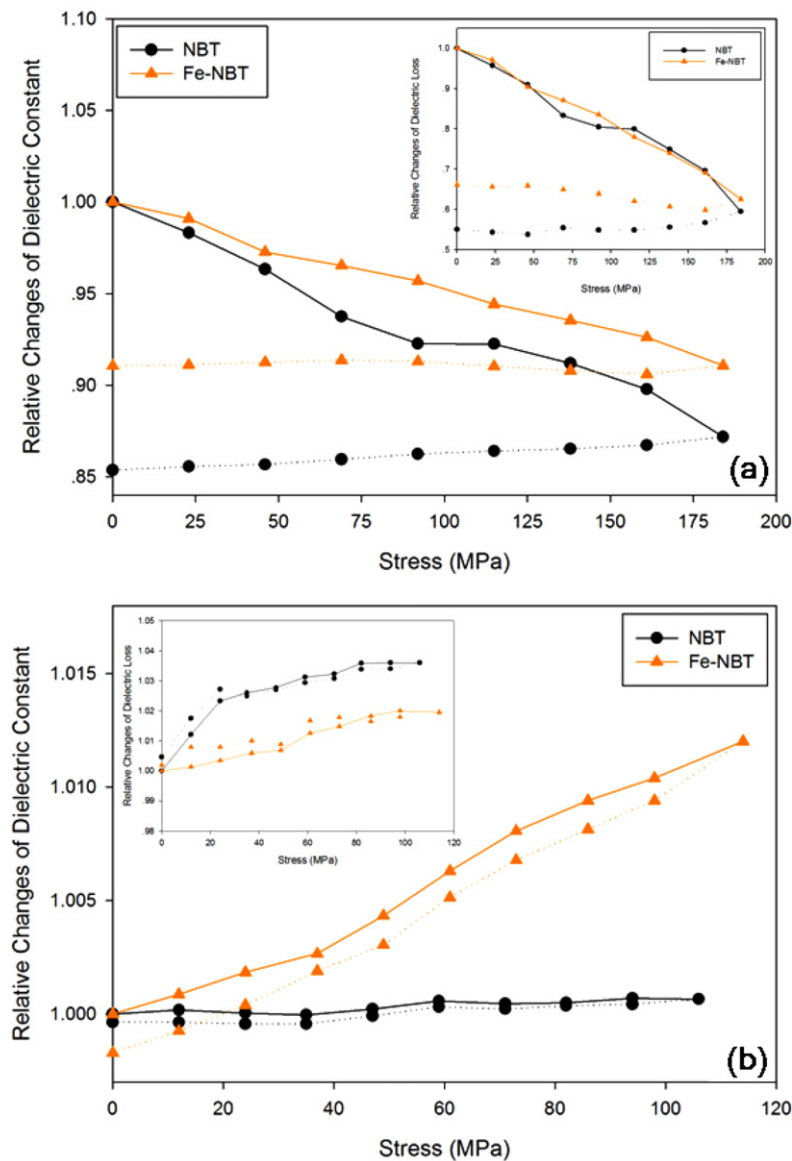 Relative Changes of Dielectric Constant
1.10
1.05
1.00
.95
.90
.85
NBT
Fe-NBT
Relative Changes of Dielectric Loss
1.0
.9
.8
.7
.6
.5
NBT
Fe-NBT
0 25 50 75 100 125 150 175 200
Stress (MPa)
(a)
0 25 50 75 100 125 150 175 200
Stress (MPa)
Relative Changes of Dielectric Constant
1.015
1.010
1.005
1.000
Relative Changes of Dielectric Loss
1.05
1.04
1.03
1.02
1.01
1.00
.99
.98
0 20 40 60 80 100 120
Stress (MPa)
NBT
Fe-NBT
(b)
0 20 40 60 80 100 120
Stress (MPa)